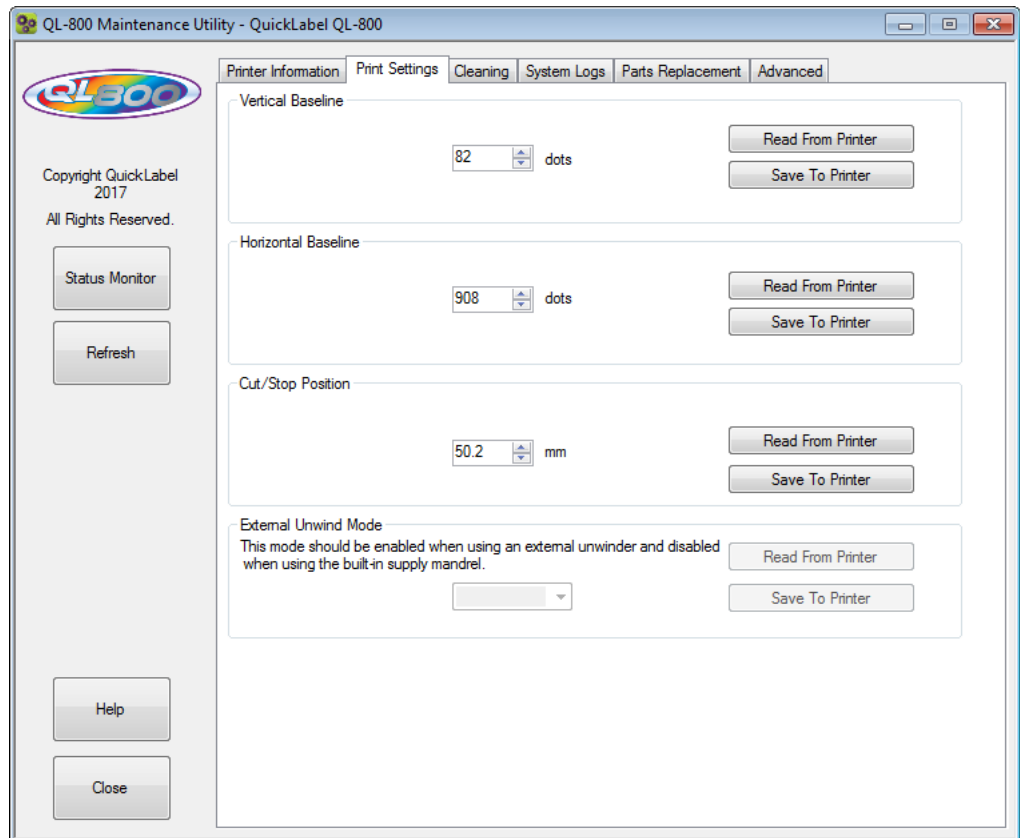 QL-800 Maintenance Utility - QuickLabel QL-800
QL800
Copyright QuickLabel
2017
All Rights Reserved.
Status Monitor
Refresh
Help
Close
Printer Information Print Settings Cleaning System Logs Parts Replacement Advanced
Vertical Baseline
82 dots
Read From Printer
Save To Printer
Horizontal Baseline
908 dots
Read From Printer
Save To Printer
Cut/Stop Position
50.2 mm
Read From Printer
Save To Printer
External Unwind Mode
This mode should be enabled when using an external unwinder and disabled
when using the built-in supply mandrel.
Read From Printer
Save To Printer